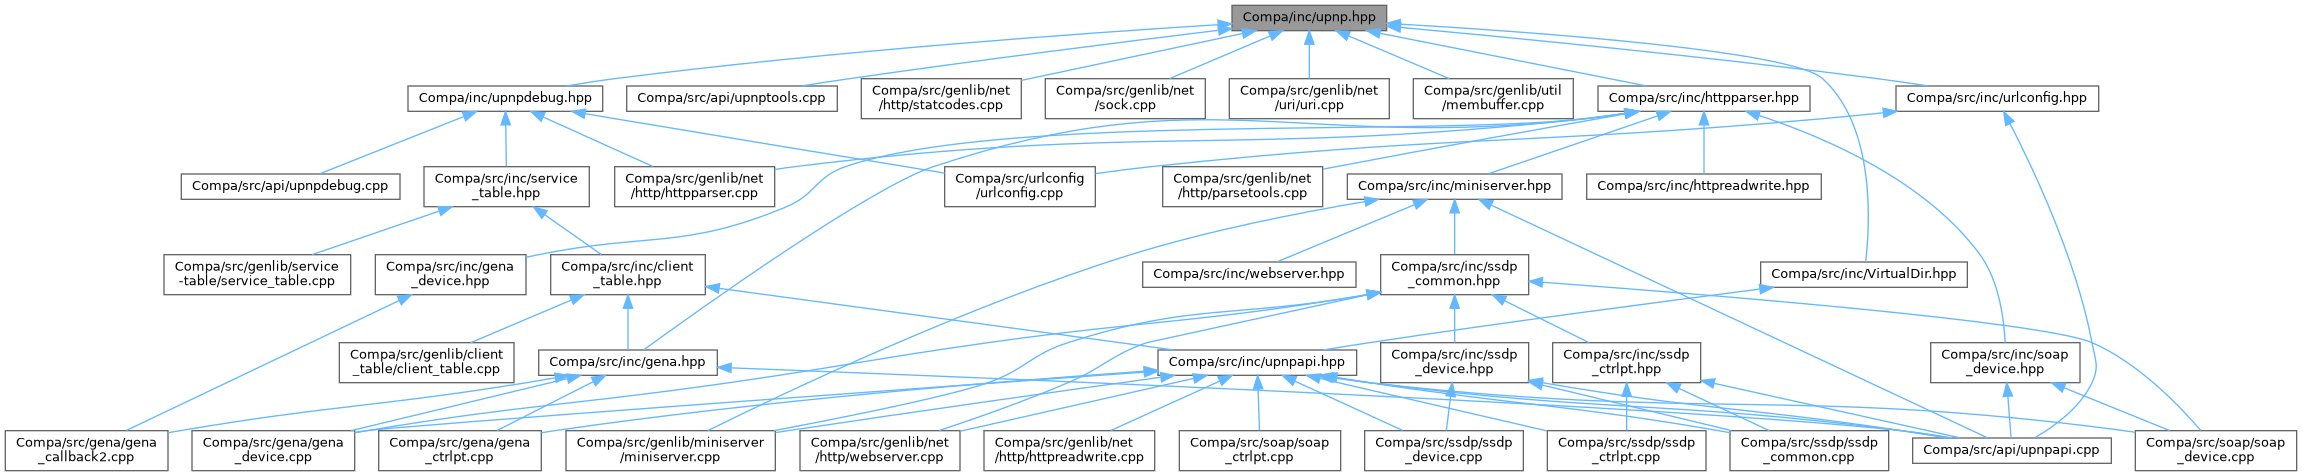 Compa/inc/upnp.hpp
Compa/inc/upnpdebug.hpp
Compa/src/api/upnptools.cpp
Compa/src/genlib/net
/http/statcodes.cpp
Compa/src/genlib/net
/sock.cpp
Compa/src/genlib/net
/uri/uri.cpp
Compa/src/genlib/util
/membuffer.cpp
Compa/src/inc/httpparser.hpp
Compa/src/inc/urlconfig.hpp
Compa/src/api/upnpdebug.cpp
Compa/src/inc/service
_table.hpp
Compa/src/genlib/net
/http/httpparser.cpp
Compa/src/urlconfig
/urlconfig.cpp
Compa/src/genlib/net
/http/parsetools.cpp
Compa/src/inc/miniserver.hpp
Compa/src/inc/httpreadwrite.hpp
Compa/src/genlib/service
-table/service_table.cpp
Compa/src/inc/gena
_device.hpp
Compa/src/inc/client
_table.hpp
Compa/src/inc/webserver.hpp
Compa/src/inc/ssdp
_common.hpp
Compa/src/inc/VirtualDir.hpp
Compa/src/genlib/client
_table/client_table.cpp
Compa/src/inc/gena.hpp
Compa/src/inc/upnpapi.hpp
Compa/src/inc/ssdp
_device.hpp
Compa/src/inc/ssdp
_ctrlpt.hpp
Compa/src/inc/soap
_device.hpp
Compa/src/gena/gena
_callback2.cpp
Compa/src/gena/gena
_device.cpp
Compa/src/gena/gena
_ctrlpt.cpp
Compa/src/genlib/miniserver
/miniserver.cpp
Compa/src/genlib/net
/http/webserver.cpp
Compa/src/genlib/net
/http/httpreadwrite.cpp
Compa/src/soap/soap
_ctrlpt.cpp
Compa/src/ssdp/ssdp
_device.cpp
Compa/src/ssdp/ssdp
_ctrlpt.cpp
Compa/src/ssdp/ssdp
_common.cpp
Compa/src/api/upnpapi.cpp
Compa/src/soap/soap
_device.cpp